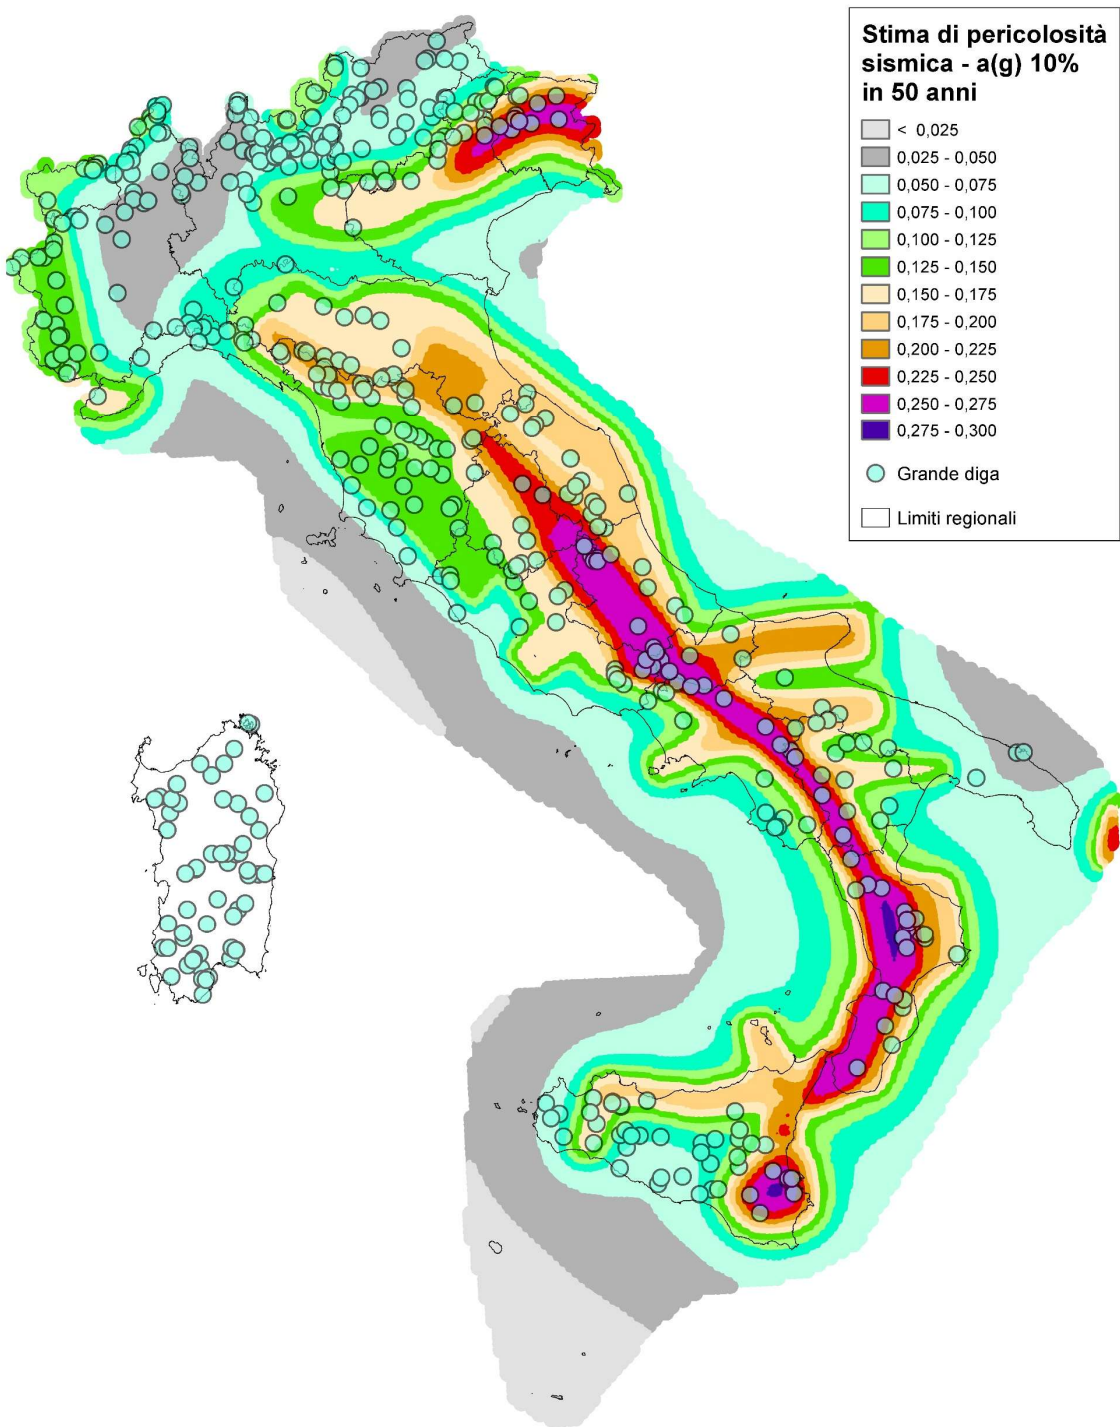 Stima di pericolosità
sismica - a(g) 10%
in 50 anni
< 0,025
0,025 - 0,050
0,050 - 0,075
0,075 - 0,100
0,100 - 0,125
0,125 - 0,150
0,150 - 0,175
0,175 - 0,200
0,200 - 0,225
0,225 - 0,250
0,250 - 0,275
0,275 - 0,300
Grande diga
Limiti regionali